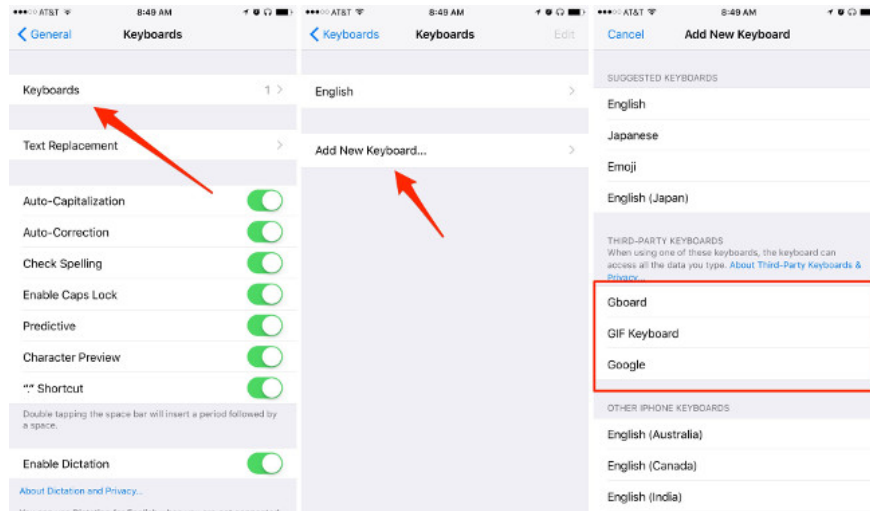 AT&T 8:49 AM
General Keyboards
Keyboards 1
Text Replacement
Auto-Capitalization
Auto-Correction
Check Spelling
Enable Caps Lock
Predictive
Character Preview
"." Shortcut
Double tapping the space bar will insert a period followed by
a space.
Enable Dictation
About Dictation and Privacy...
AT&T 8:49 AM
Keyboards Keyboards Edit
English
Add New Keyboard...
AT&T 8:49 AM
Cancel Add New Keyboard
SUGGESTED KEYBOARDS
English
Japanese
Emoji
English (Japan)
THIRD-PARTY KEYBOARDS
When using one of these keyboards, the keyboard can
access all the data you type. About Third-Party Keyboards &
Privacy...
Gboard
GIF Keyboard
Google
OTHER IPHONE KEYBOARDS
English (Australia)
English (Canada)
English (India)